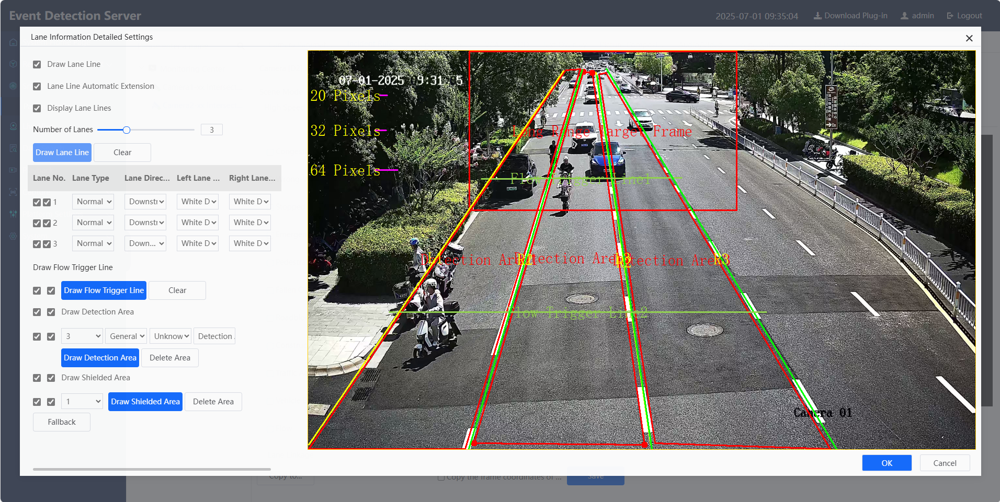 Event Detection Server
2025-07-01 09:35:04
Download Plug-in
admin
Logout
Lane Information Detailed Settings
Draw Lane Line
Lane Line Automatic Extension
Display Lane Lines
Number of Lanes
3
Draw Lane Line
Clear
Lane No. Lane Type Lane Direc... Left Lane ... Right Lane...
1 Normal Downstr White D White D
2 Normal Downstr White D White D
3 Normal Down... White D White D
Draw Flow Trigger Line
Draw Flow Trigger Line
Clear
Draw Detection Area
3 General Unknow Detection
Draw Detection Area
Delete Area
Draw Shielded Area
1
Draw Shielded Area
Delete Area
Fallback
07-01-2025 9:31 5
20 Pixels
32 Pixels
Long Range Target Frame
64 Pixels
Flow Trigger Line1
Detection Are
Detection Are
Detection Area
R3
Flow Trigger Line2
Camera 01
OK
Cancel
Copy to...
Copy the frame coordinates of ...
Save